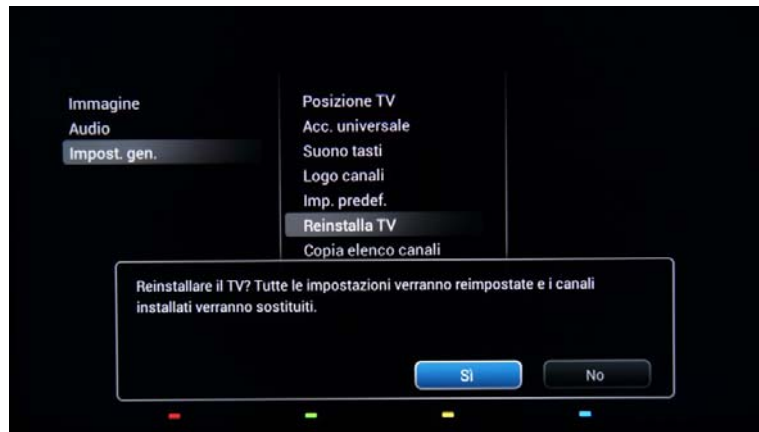 Immagine
Audio
Impost. gen.
Posizione TV
Acc. universale
Suono tasti
Logo canali
Imp. predef.
Reinstalla TV
Copia elenco canali
Reinstallare il TV? Tutte le impostazioni verranno reimpostate e i canali
installati verranno sostituiti.
Sì
No